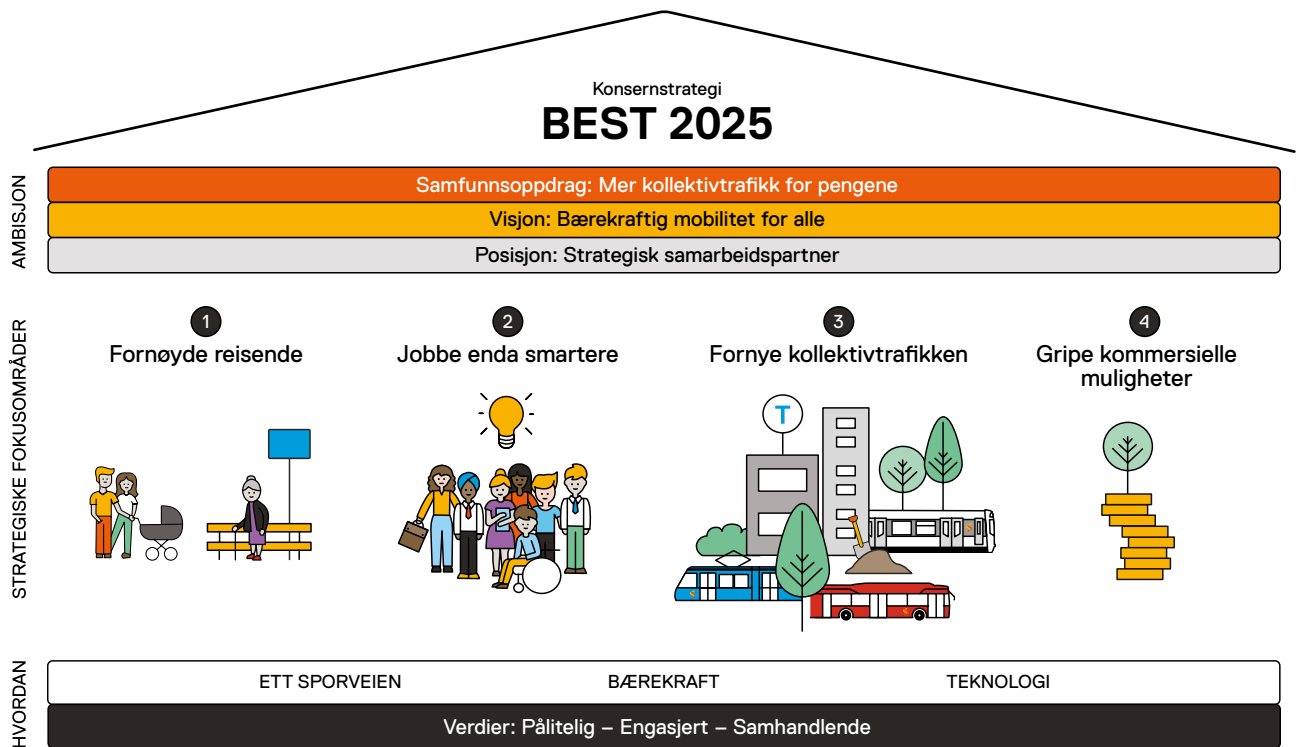 Konsernstrategi
BEST 2025
AMBISJON
Samfunnsoppdrag: Mer kollektivtrafikk for pengene
Visjon: Bærekraftig mobilitet for alle
Posisjon: Strategisk samarbeidspartner
STRATEGISKE FOKUSOMRÅDER
1
Fornøyde reisende
2
Jobbe enda smartere
3
Fornye kollektivtrafikken
4
Gripe kommersielle
muligheter
T
HVORDAN
ETT SPORVEIEN
BÆREKRAFT
TEKNOLOGI
Verdier: Pålitelig – Engasjert – Samhandlende